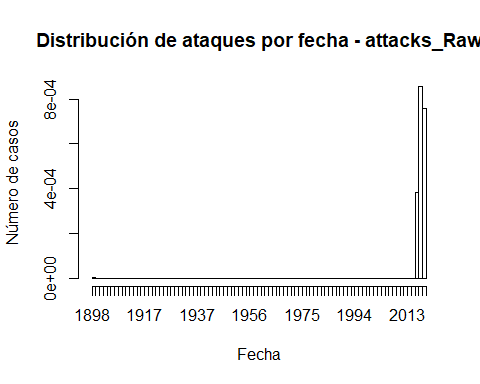 Distribución de ataques por fecha - attacks_Raw
Número de casos
8e-04
4e-04
0e+00
1898 1917 1937 1956 1975 1994 2013
Fecha